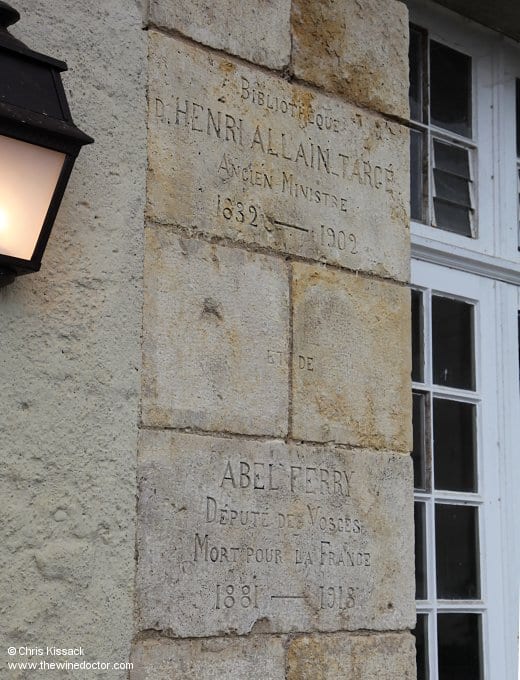 BIBLIOTHÈQUE
D'HENRI ALLAIN-TARGÉ
ANCIEN MINISTRE
1832 — 1902
ET DE
ABEL FERRY
DÉPUTÉ DES VOSGES
MORT POUR LA FRANCE
1881 — 1918
© Chris Kissack
www.thewinedoctor.com